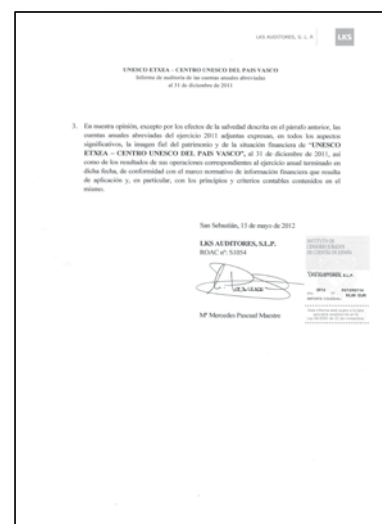 LKS AUDITORES, S. L. P.
LKS
UNESCO ETXEA – CENTRO UNESCO DEL PAIS VASCO
Informe de auditoría de las cuentas anuales abreviadas
al 31 de diciembre de 2011
3. En nuestra opinión, excepto por los efectos de la salvedad descrita en el párrafo anterior, las
cuentas anuales abreviadas del ejercicio 2011 adjuntas expresan, en todos los aspectos
significativos, la imagen fiel del patrimonio y de la situación financiera de "UNESCO
ETXEA – CENTRO UNESCO DEL PAIS VASCO", al 31 de diciembre de 2011, así
como de los resultados de sus operaciones correspondientes al ejercicio anual terminado en
dicha fecha, de conformidad con el marco normativo de información financiera que resulta
de aplicación y, en particular, con los principios y criterios contables contenidos en el
mismo.
San Sebastián, 15 de mayo de 2012
LKS AUDITORES, S.L.P.
ROAC nº: S1054
Mª Mercedes Pascual Maestre
INSTITUTO DE
CENSORES JURADOS
DE CUENTAS DE ESPAÑA
LKS AUDITORES, S.L.P.